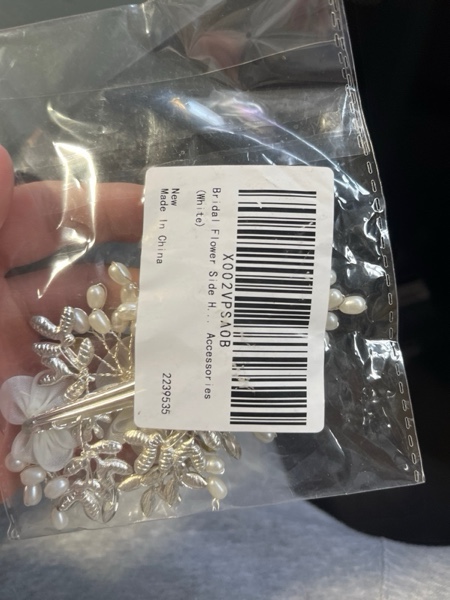 X002VPSA0B
Bridal Flower Side H... Accessories
(White)
New
Made In China
2239535